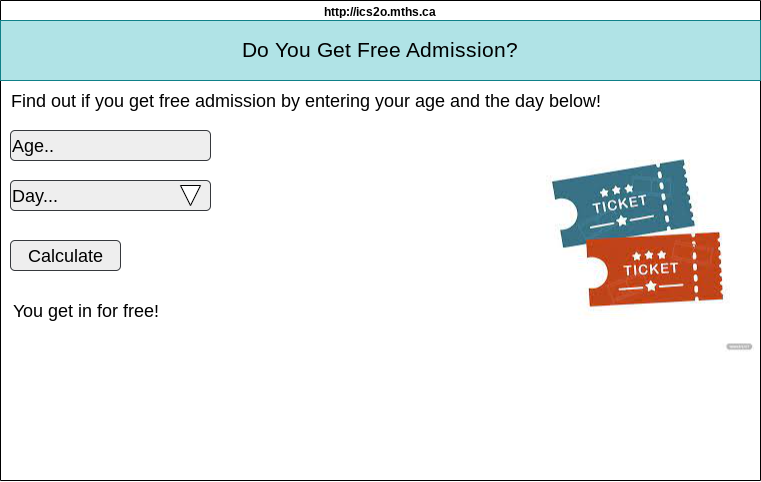 http://ics2o.mths.ca
Do You Get Free Admission?
Find out if you get free admission by entering your age and the day below!
Age..
Day...
TICKET
TICKET
Calculate
You get in for free!